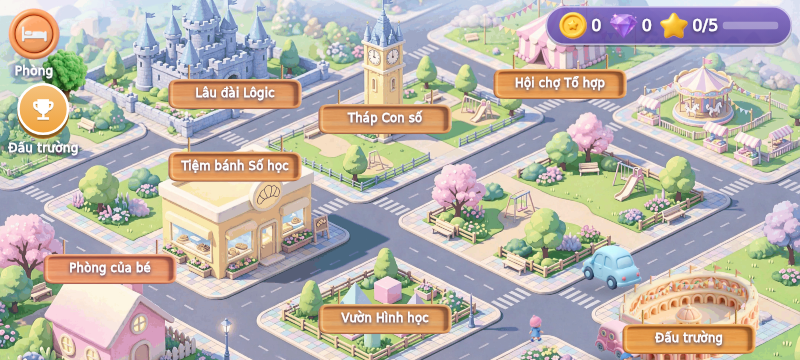 0 0 0/5
Phòng
Đấu trường
Lâu đài Lôgic
Tháp Con số
Hội chợ Tổ hợp
Tiệm bánh Số học
Phòng của bé
Vườn Hình học
Đấu trường